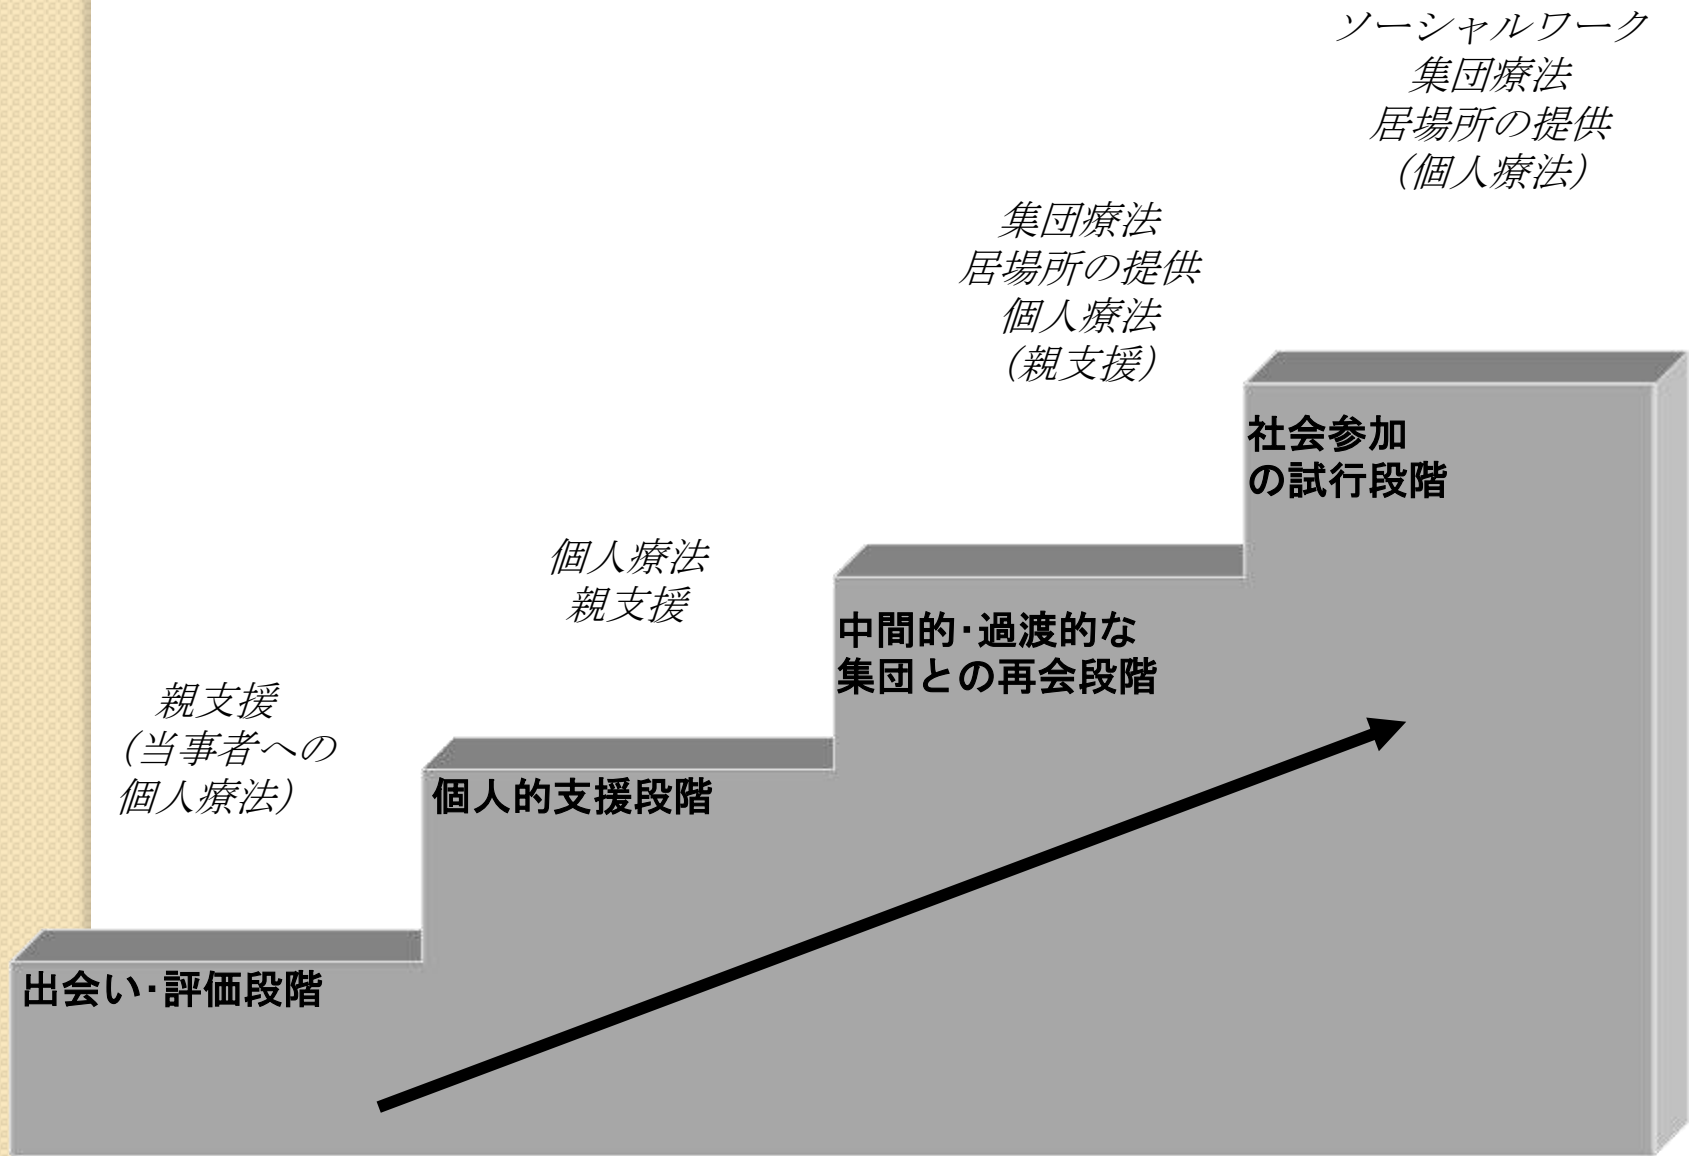 ソーシャルワーク
集団療法
居場所の提供
（個人療法）
集団療法
居場所の提供
個人療法
（親支援）
社会参加
の試行段階
個人療法
親支援
中間的・過渡的な
集団との再会段階
親支援
（当事者への
個人療法）
個人的支援段階
出会い・評価段階